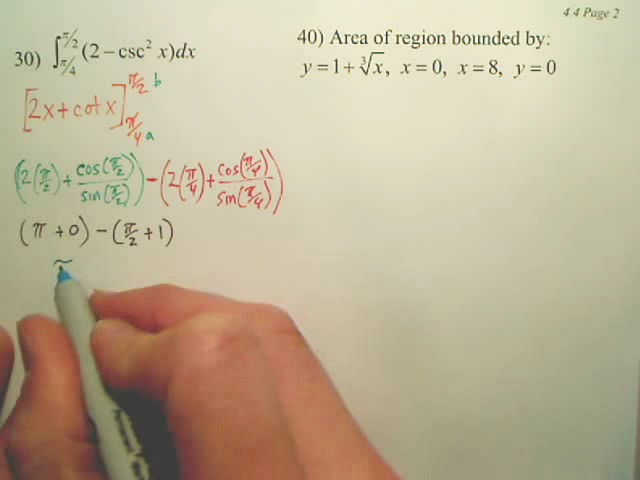 4.4 Page 2
30) ∫_{π/4}^{π/2} (2 − csc² x)dx
[2x + cot x]_{π/4 a}^{π/2 b}
(2(π/2) + cos(π/2)/sin(π/2)) − (2(π/4) + cos(π/4)/sin(π/4))
(π + 0) − (π/2 + 1)
40) Area of region bounded by:
y = 1 + ∛x, x = 0, x = 8, y = 0